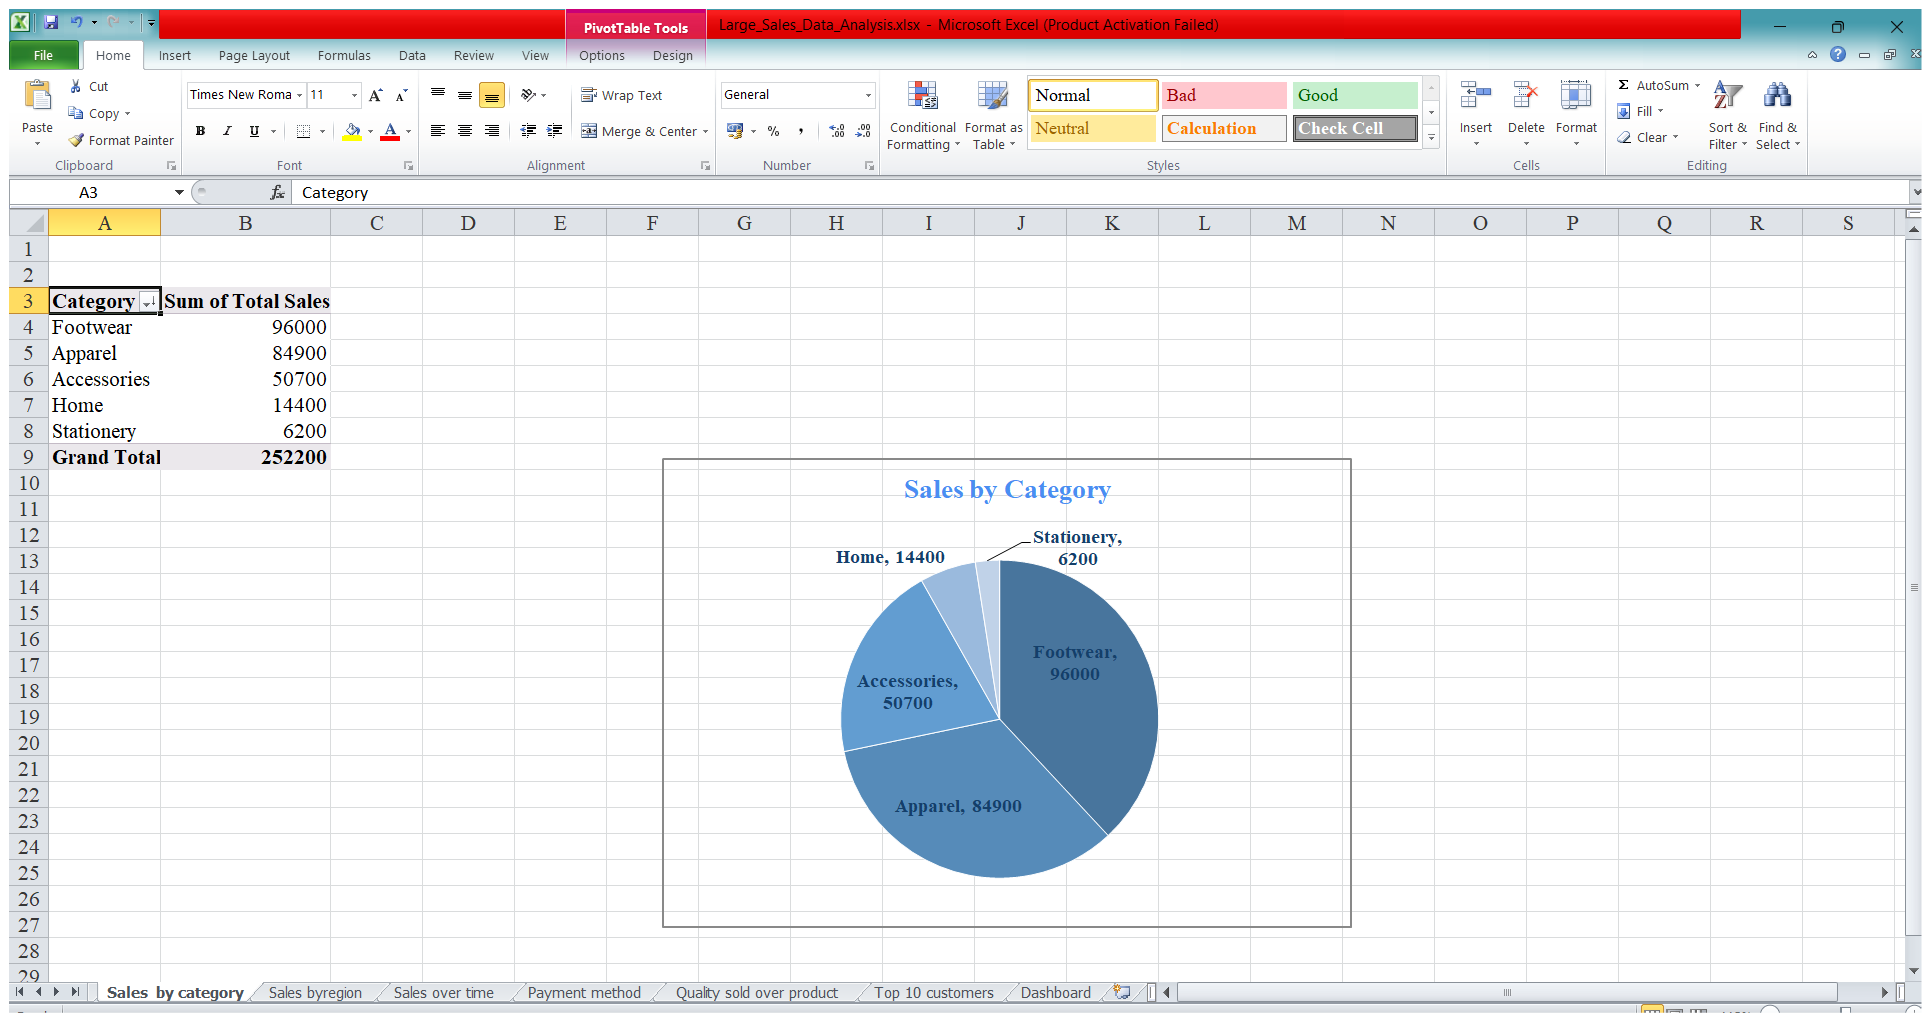 PivotTable Tools
Large_Sales_Data_Analysis.xlsx - Microsoft Excel (Product Activation Failed)
File Home Insert Page Layout Formulas Data Review View Options Design
Paste
Cut
Copy
Format Painter
Clipboard
Times New Roma 11
B I U
Font
Wrap Text
Merge & Center
Alignment
General
%
Number
Conditional Formatting
Format as Table
Normal Bad Good
Neutral Calculation Check Cell
Styles
Insert Delete Format
Cells
Σ AutoSum
Fill
Clear
Sort & Filter
Find & Select
Editing
A3 fx Category
A B C D E F G H I J K L M N O P Q R S
1
2
3 Category Sum of Total Sales
4 Footwear 96000
5 Apparel 84900
6 Accessories 50700
7 Home 14400
8 Stationery 6200
9 Grand Total 252200
10
11
12
13
14
15
16
17
18
19
20
21
22
23
24
25
26
27
28
29
Sales by Category
Stationery,
6200
Home, 14400
Footwear,
96000
Accessories,
50700
Apparel, 84900
Sales by category Sales byregion Sales over time Payment method Quality sold over product Top 10 customers Dashboard